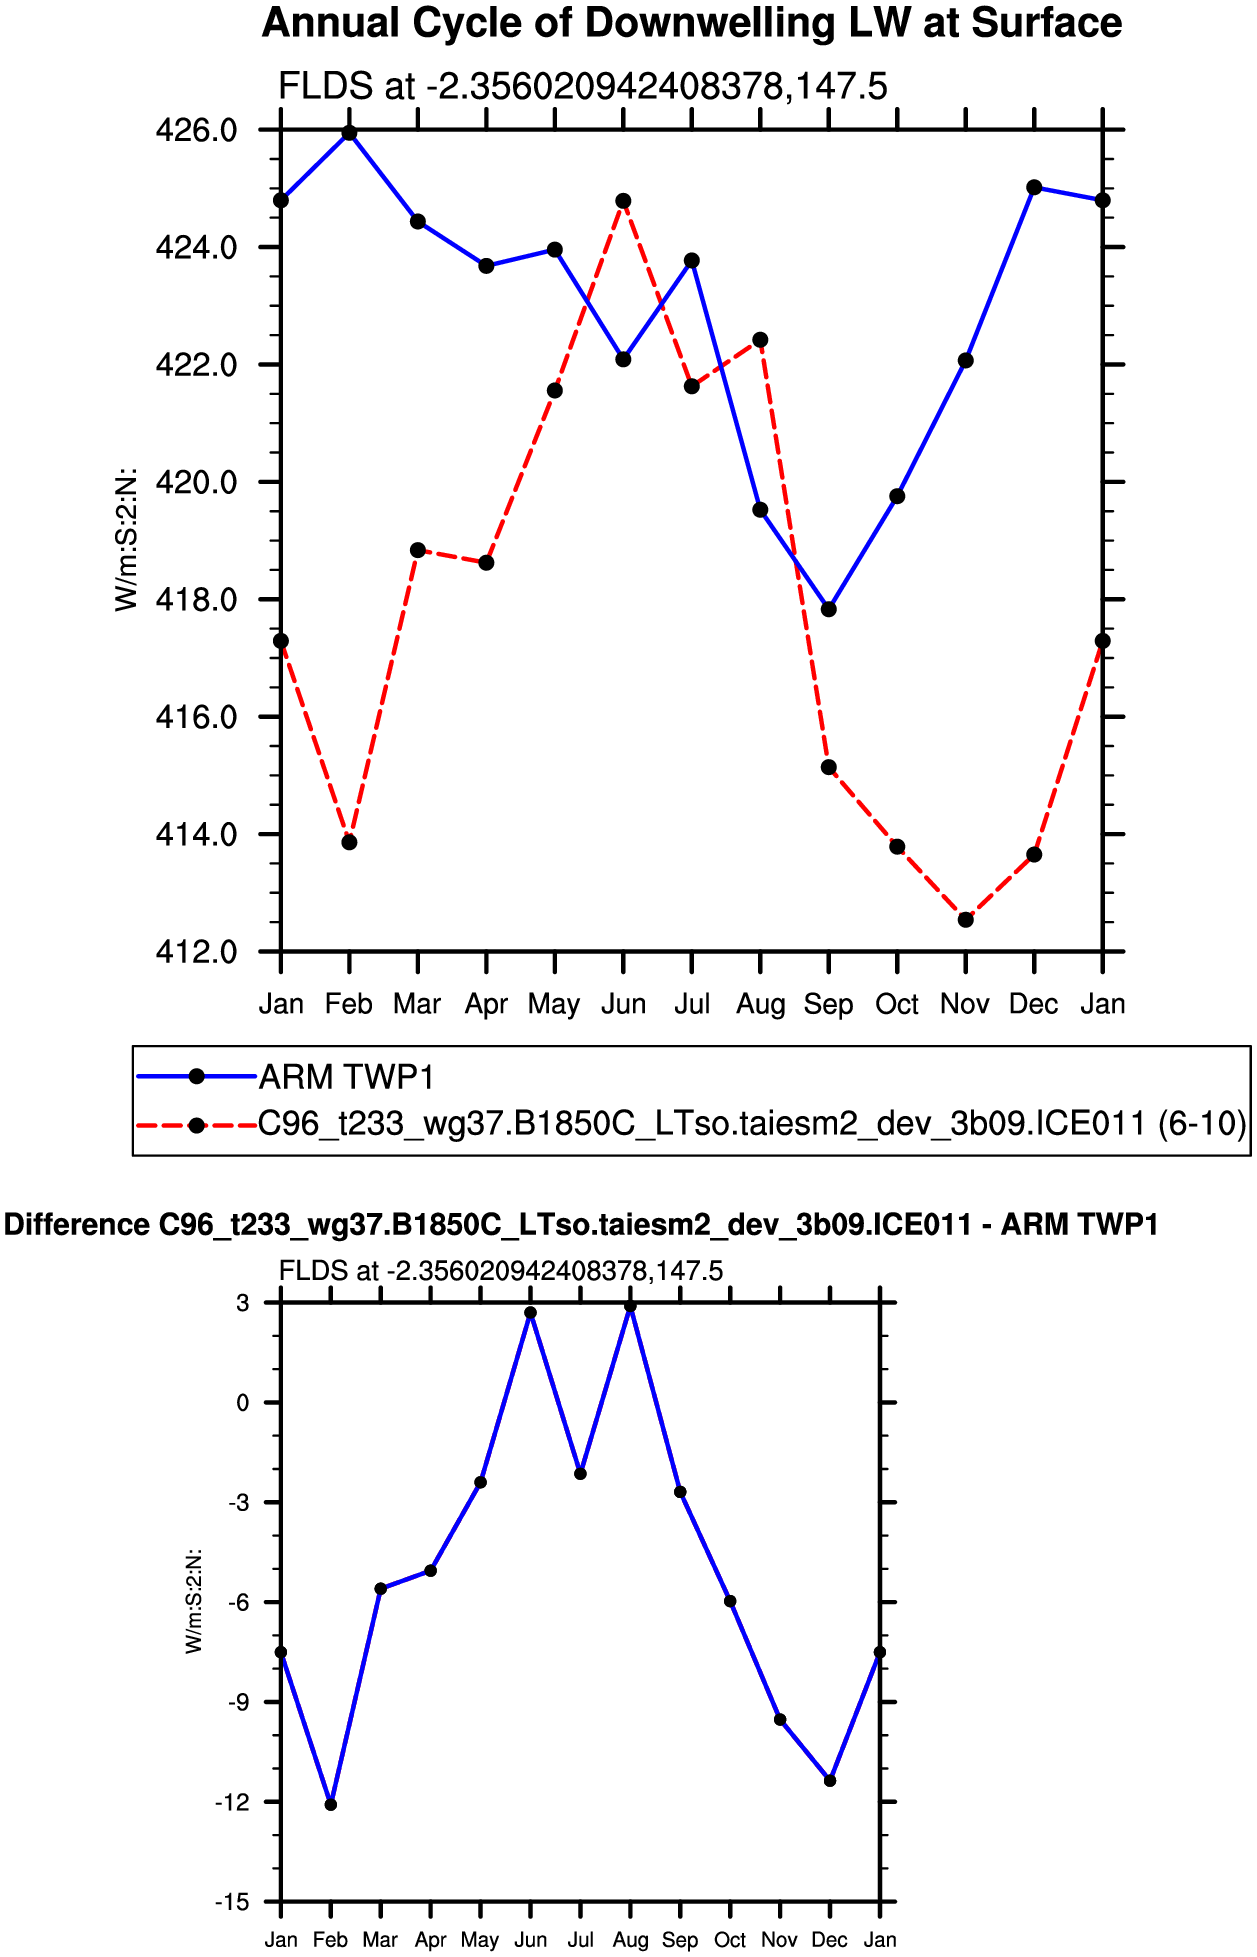 Annual Cycle of Downwelling LW at Surface
FLDS at -2.356020942408378,147.5
426.0
424.0
422.0
420.0
418.0
416.0
414.0
412.0
W/m:S:2:N:
Jan Feb Mar Apr May Jun Jul Aug Sep Oct Nov Dec Jan
ARM TWP1
C96_t233_wg37.B1850C_LTso.taiesm2_dev_3b09.ICE011 (6-10)
Difference C96_t233_wg37.B1850C_LTso.taiesm2_dev_3b09.ICE011 - ARM TWP1
FLDS at -2.356020942408378,147.5
3
0
-3
-6
-9
-12
-15
W/m:S:2:N:
Jan Feb Mar Apr May Jun Jul Aug Sep Oct Nov Dec Jan